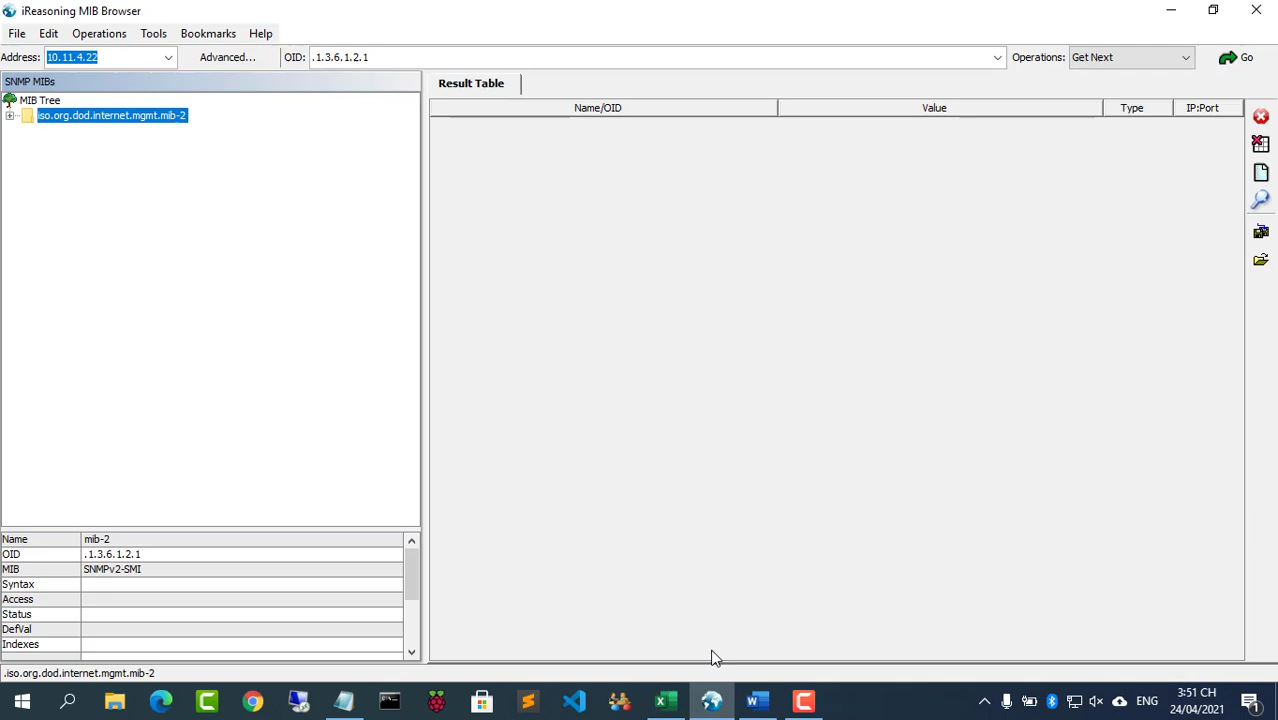 iReasoning MIB Browser
File Edit Operations Tools Bookmarks Help
Address: 10.11.4.22 Advanced... OID: .1.3.6.1.2.1 Operations: Get Next Go
SNMP MIBs
Result Table
MIB Tree
iso.org.dod.internet.mgmt.mib-2
Name/OID Value Type IP:Port
Name mib-2
OID .1.3.6.1.2.1
MIB SNMPv2-SMI
Syntax
Access
Status
DefVal
Indexes
.iso.org.dod.internet.mgmt.mib-2
ENG
3:51 CH
24/04/2021
1